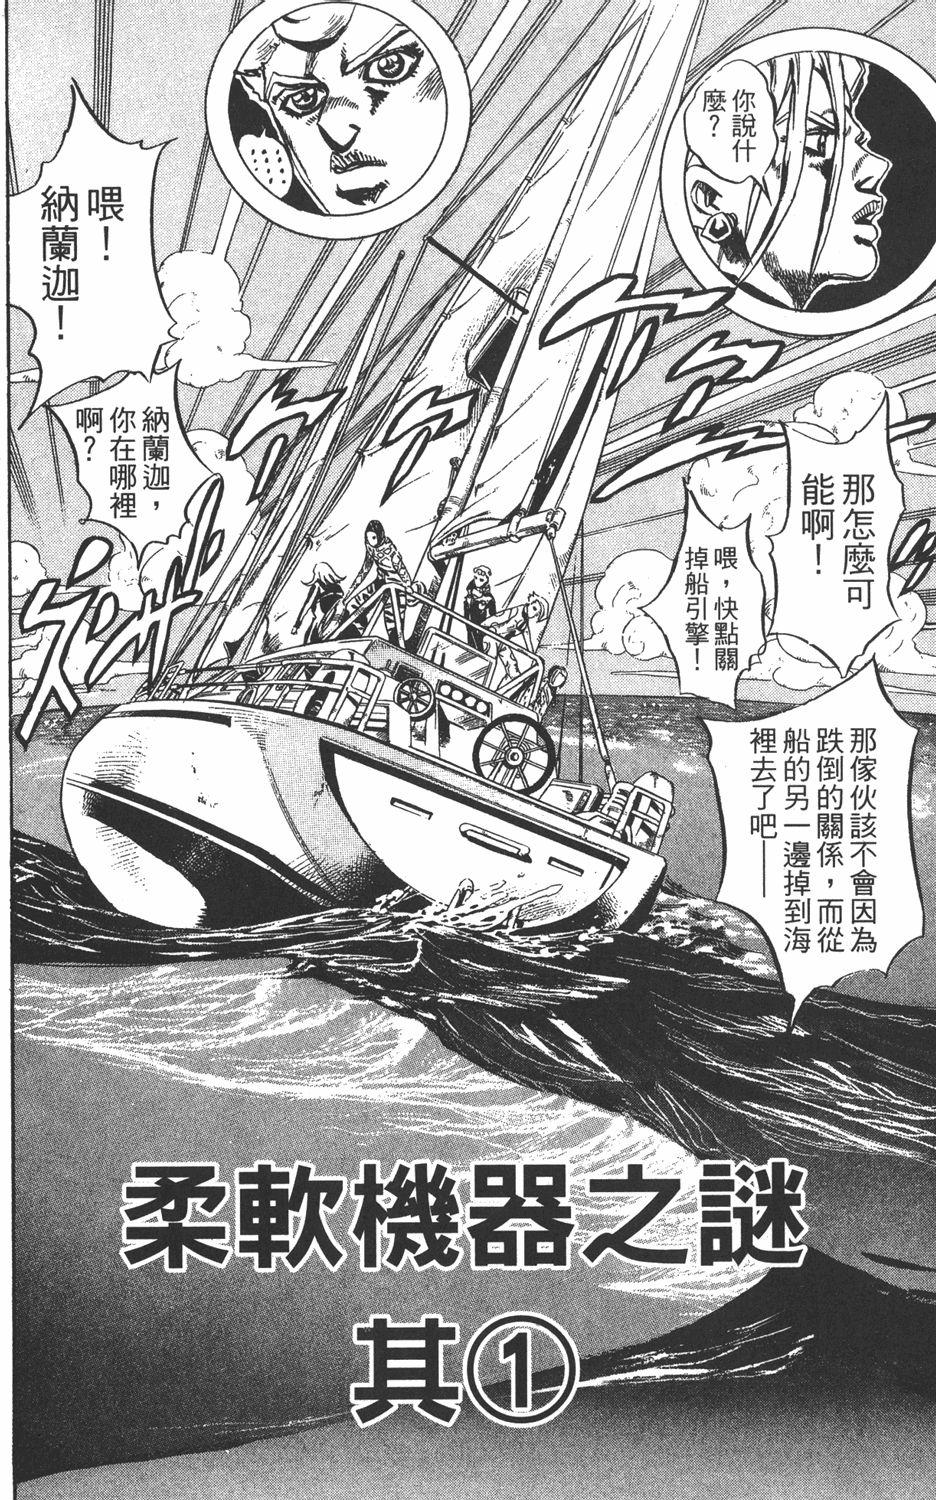 你說什
麼？
那怎麼可
能啊！
喂，快點關
掉船引擎！
那傢伙該不會因為
跌倒的關係，而從
船的另一邊掉到海
裡去了吧——
喂！
納蘭迦！
納蘭迦，
你在哪裡
啊？
柔軟機器之謎
其①